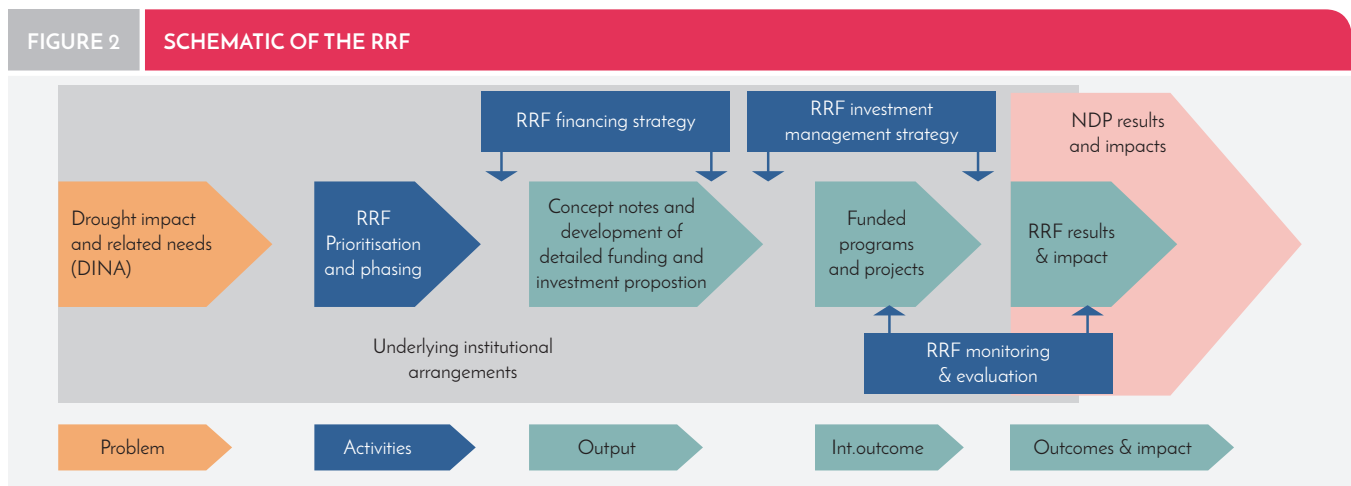 FIGURE 2
SCHEMATIC OF THE RRF
RRF financing strategy
RRF investment
management strategy
NDP results
and impacts
Drought impact
and related needs
(DINA)
RRF
Prioritisation
and phasing
Concept notes and
development of
detailed funding and
investment propostion
Funded
programs
and projects
RRF results
& impact
Underlying institutional
arrangements
RRF monitoring
& evaluation
Problem
Activities
Output
Int.outcome
Outcomes & impact